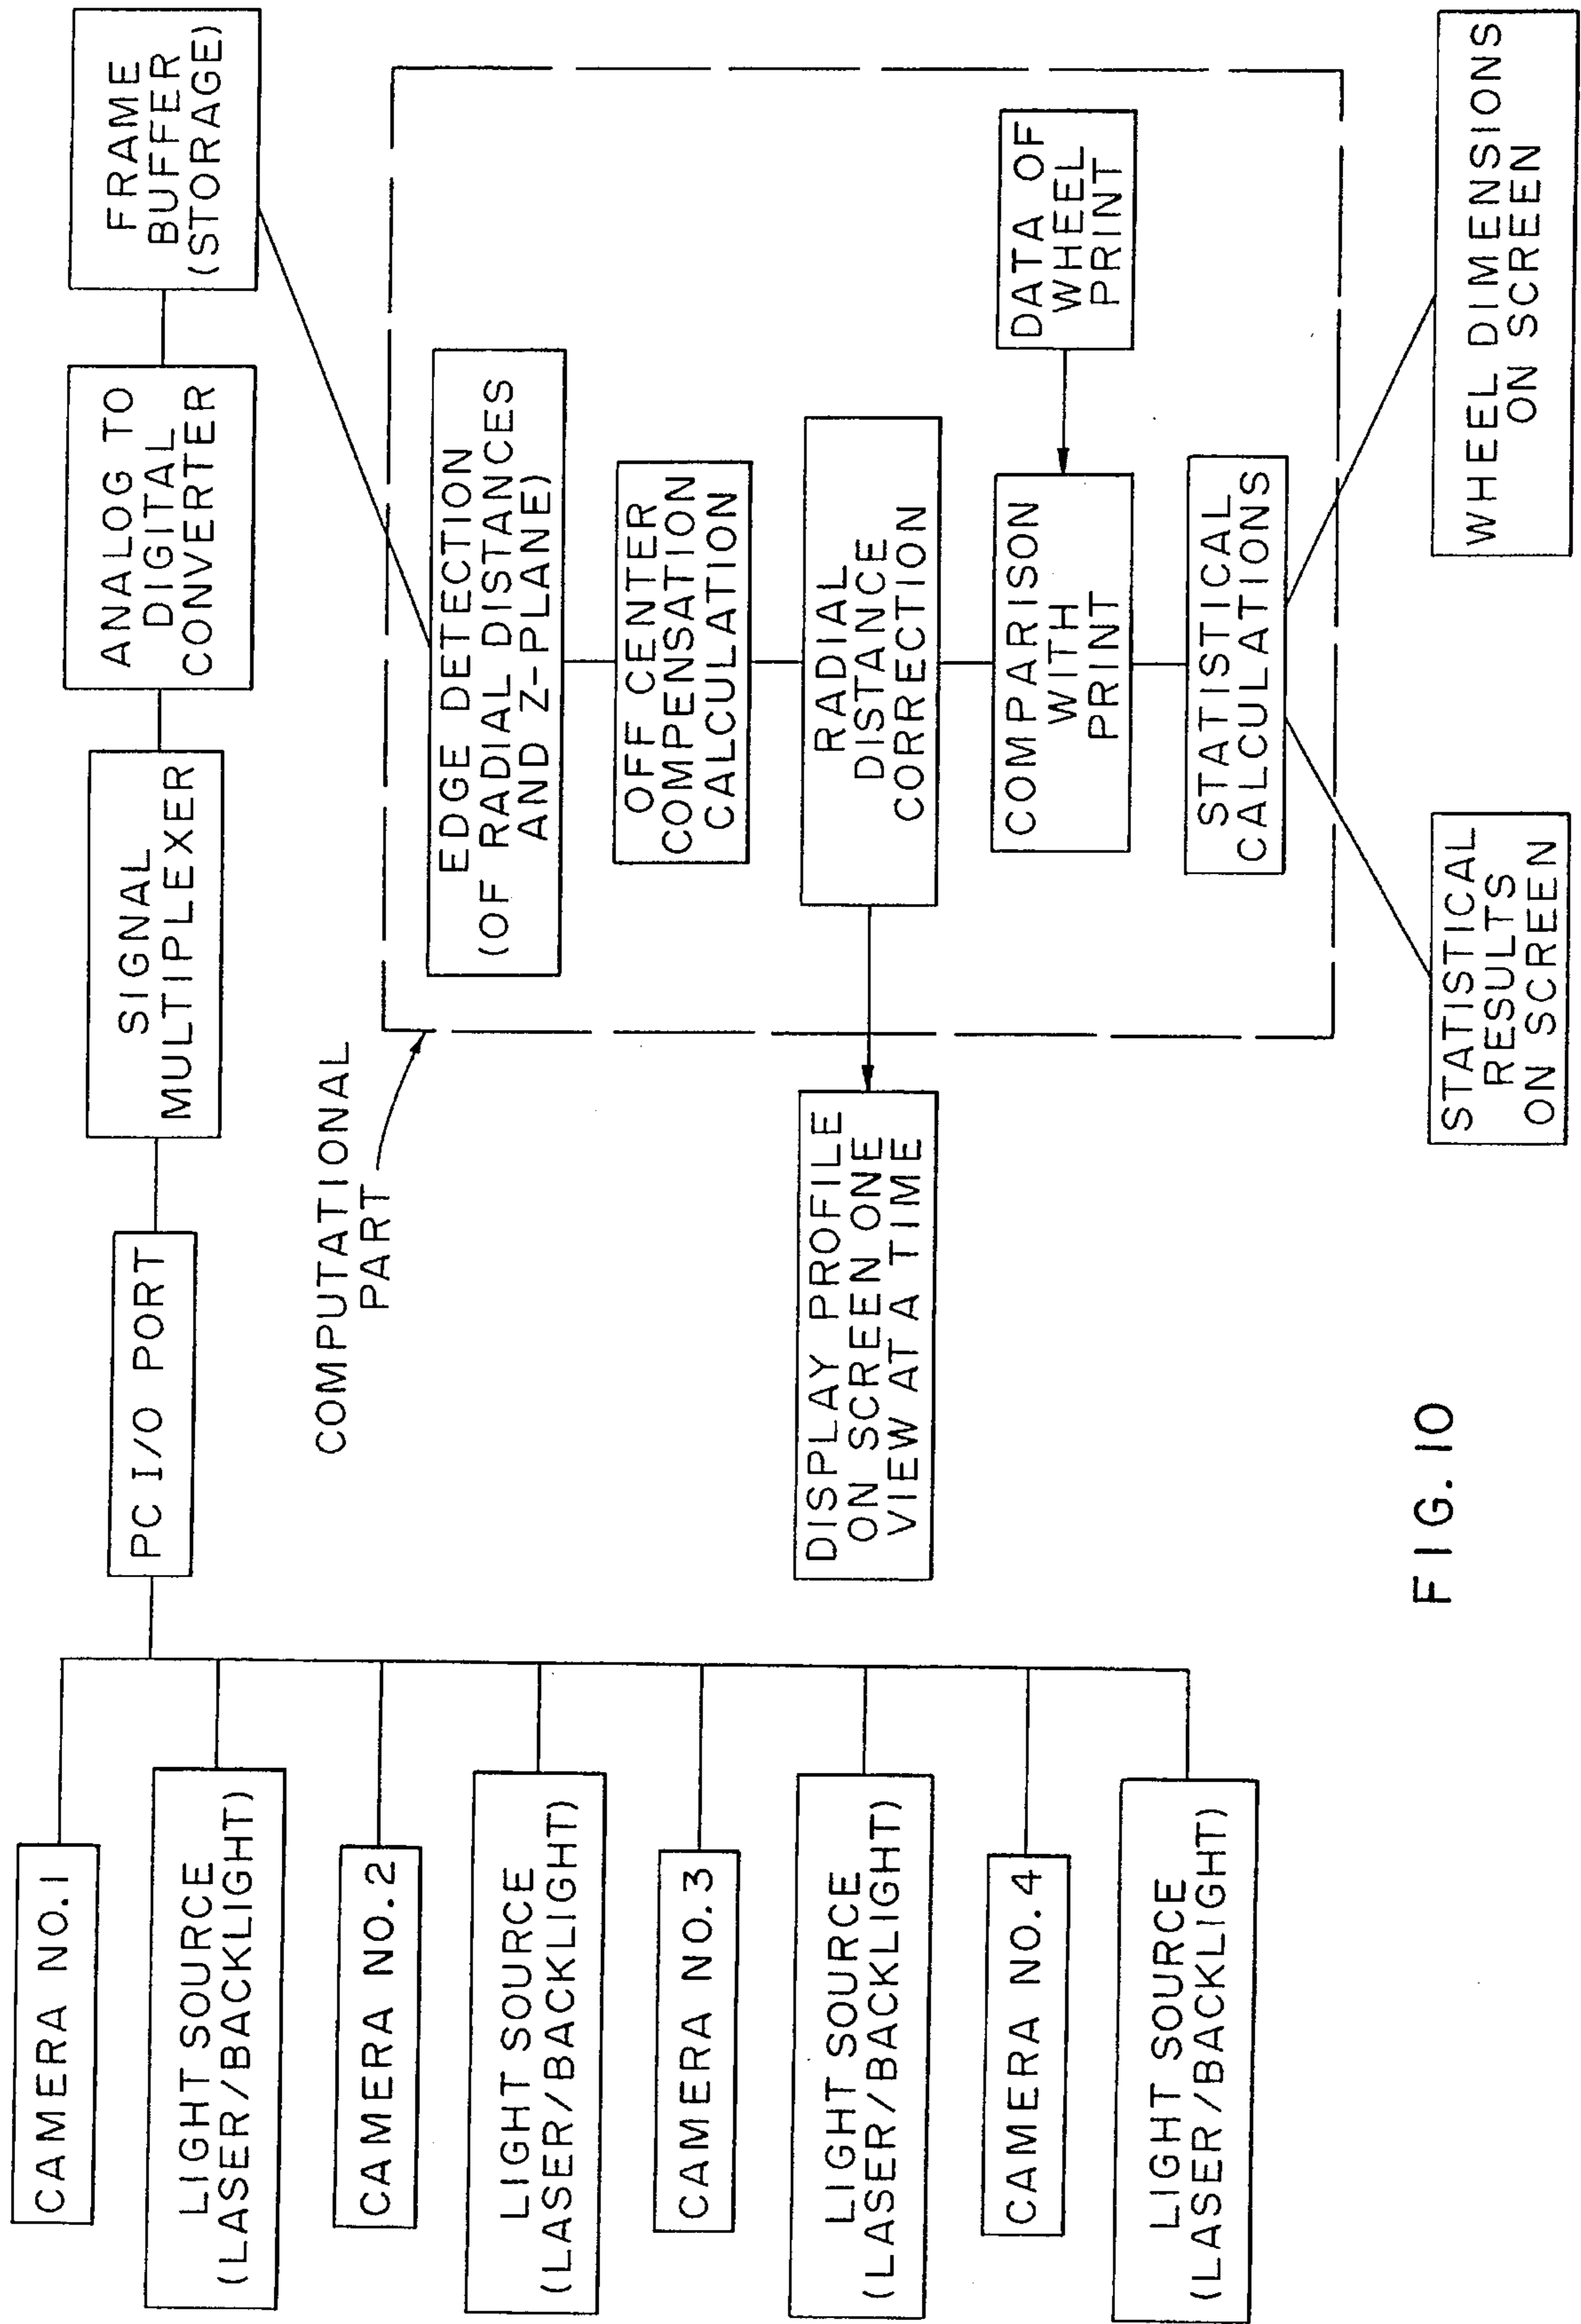 CAMERA NO.1
LIGHT SOURCE
(LASER/BACKLIGHT)
CAMERA NO.2
LIGHT SOURCE
(LASER/BACKLIGHT)
CAMERA NO.3
LIGHT SOURCE
(LASER/BACKLIGHT)
CAMERA NO.4
LIGHT SOURCE
(LASER/BACKLIGHT)
PC I/O PORT
SIGNAL
MULTIPLEXER
ANALOG TO
DIGITAL
CONVERTER
FRAME
BUFFER
(STORAGE)
COMPUTATIONAL
PART
EDGE DETECTION
(OF RADIAL DISTANCES
AND Z-PLANE)
OFF CENTER
COMPENSATION
CALCULATION
RADIAL
DISTANCE
CORRECTION
DISPLAY PROFILE
ON SCREEN ONE
VIEW AT A TIME
COMPARISON
WITH
PRINT
DATA OF
WHEEL
PRINT
STATISTICAL
CALCULATIONS
STATISTICAL
RESULTS
ON SCREEN
WHEEL DIMENSIONS
ON SCREEN
FIG.10